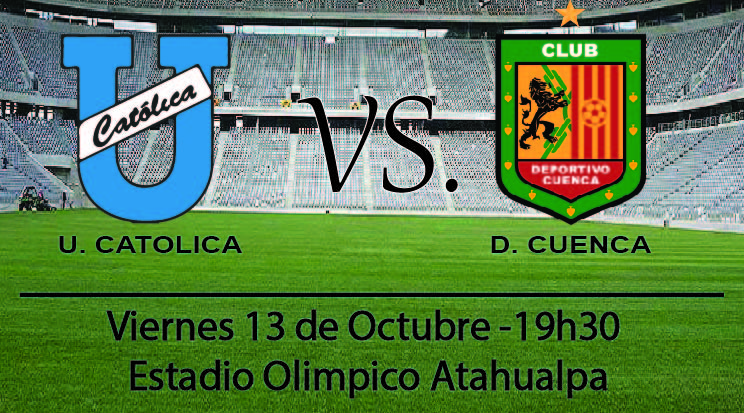 Católica
VS.
CLUB
DEPORTIVO
CUENCA
U. CATOLICA
D. CUENCA
Viernes 13 de Octubre -19h30
Estadio Olimpico Atahualpa